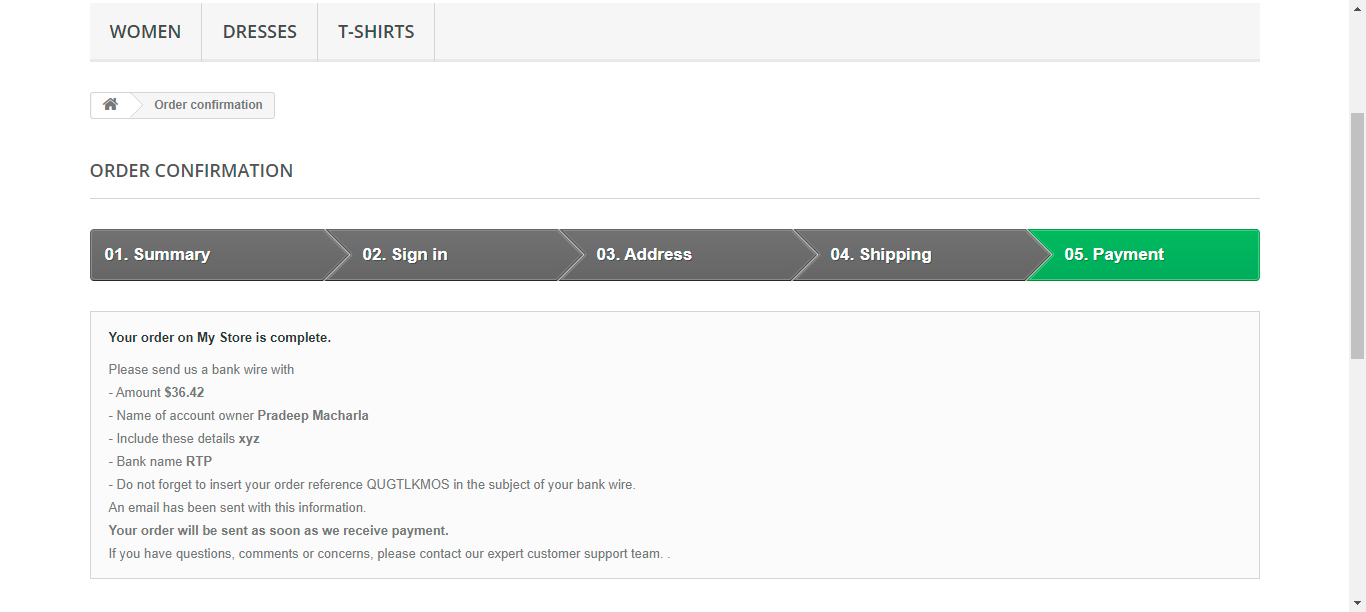 WOMEN DRESSES T-SHIRTS
Order confirmation
ORDER CONFIRMATION
01. Summary 02. Sign in 03. Address 04. Shipping 05. Payment
Your order on My Store is complete.
Please send us a bank wire with
- Amount $36.42
- Name of account owner Pradeep Macharla
- Include these details xyz
- Bank name RTP
- Do not forget to insert your order reference QUGTLKMOS in the subject of your bank wire.
An email has been sent with this information.
Your order will be sent as soon as we receive payment.
If you have questions, comments or concerns, please contact our expert customer support team. .